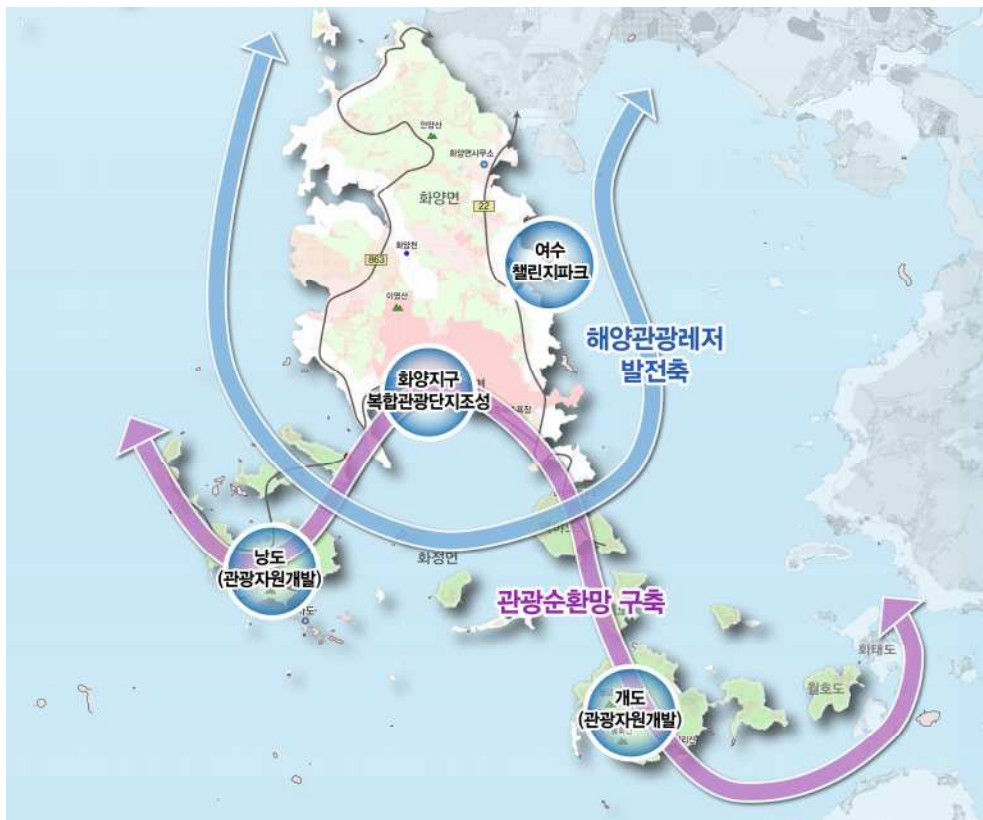 안양산
화양면사무소
화양면
22
여수
챌린지파크
화양천
863
이영산
해양관광레저
발전축
화양지구
복합관광단지조성
낭도
(관광자원개발)
화정면
관광순환망 구축
화태도
월호도
개도
(관광자원개발)